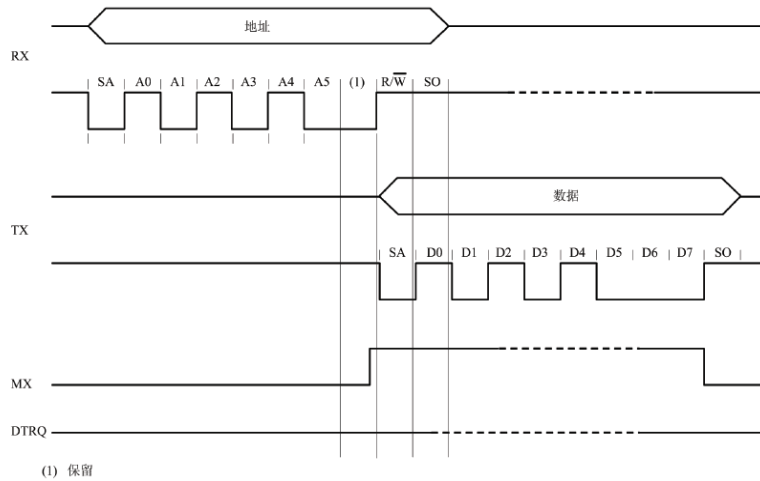 地址
RX
SA A0 A1 A2 A3 A4 A5 (1) R/W SO
数据
TX
SA D0 D1 D2 D3 D4 D5 D6 D7 SO
MX
DTRQ
(1) 保留